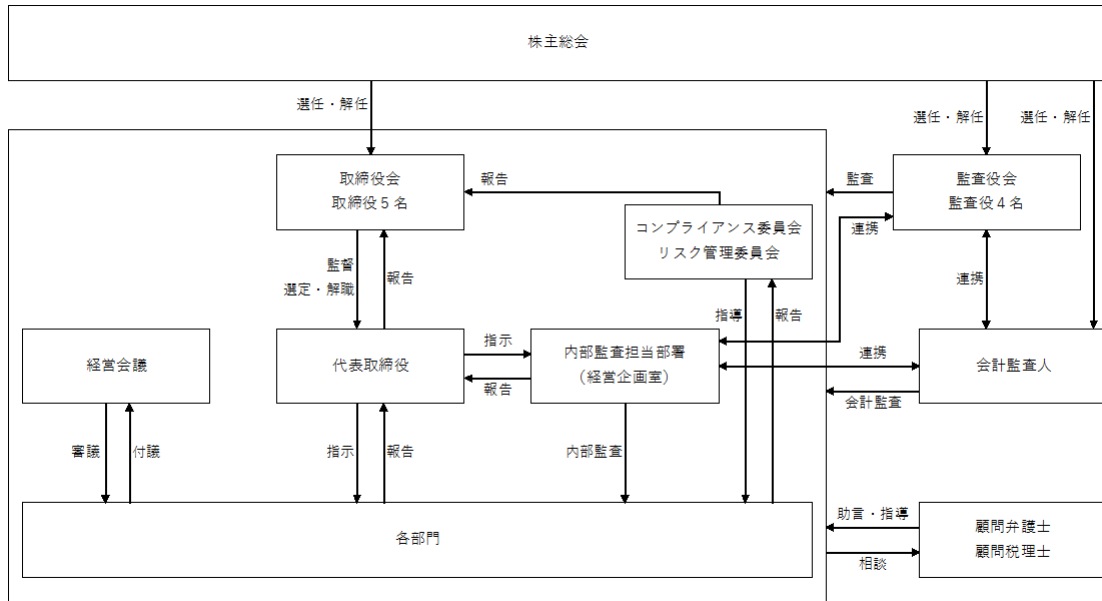 株主総会
選任・解任
選任・解任
選任・解任
取締役会
取締役5名
報告
監査
監査役会
監査役4名
コンプライアンス委員会
リスク管理委員会
連携
監督
選定・解職
報告
連携
指導
報告
経営会議
代表取締役
指示
報告
内部監査担当部署
(経営企画室)
連携
会計監査
会計監査人
審議
付議
指示
報告
内部監査
各部門
助言・指導
相談
顧問弁護士
顧問税理士